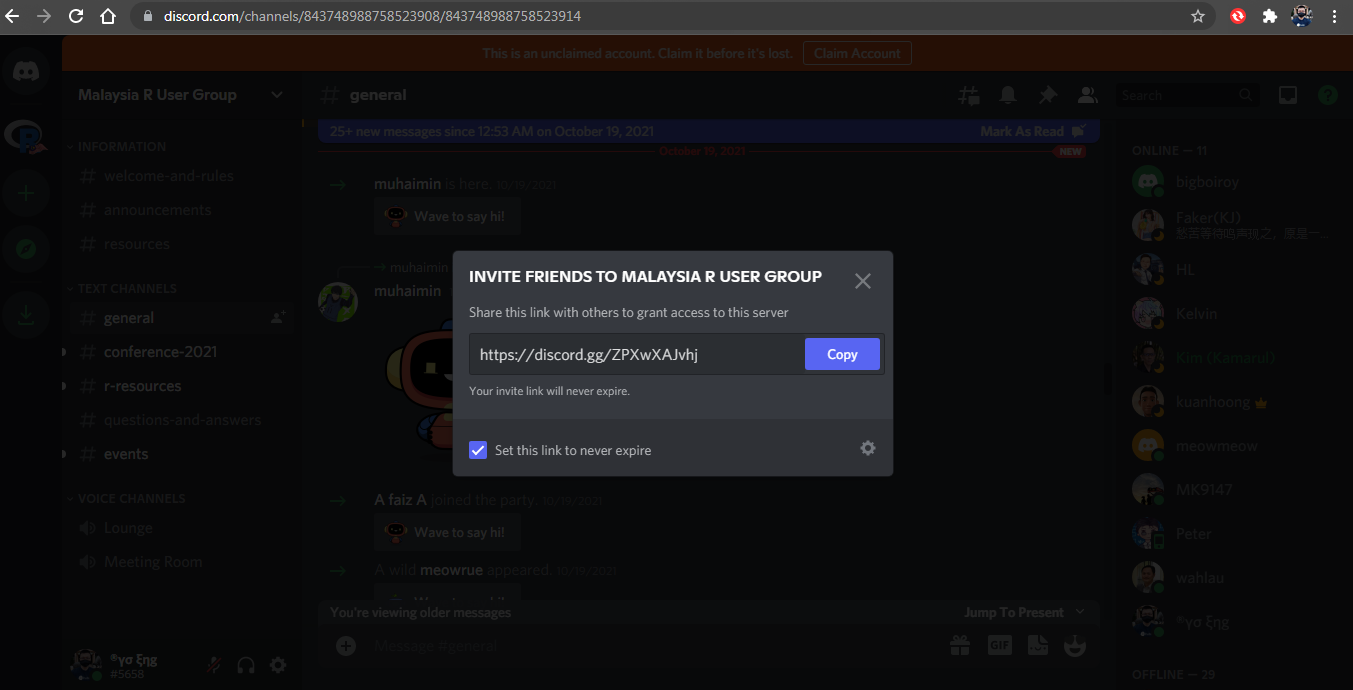 discord.com/channels/843748988758523908/843748988758523914
This is an unclaimed account. Claim it before it's lost.
Claim Account
Malaysia R User Group
general
Search
25+ new messages since 12:53 AM on October 19, 2021
Mark As Read
October 19, 2021
NEW
INFORMATION
welcome-and-rules
announcements
resources
TEXT CHANNELS
general
conference-2021
r-resources
questions-and-answers
events
VOICE CHANNELS
Lounge
Meeting Room
muhaimin is here. 10/19/2021
Wave to say hi!
muhaimin
muhaimin
INVITE FRIENDS TO MALAYSIA R USER GROUP
Share this link with others to grant access to this server
https://discord.gg/ZPXwXAJvhj
Copy
Your invite link will never expire.
Set this link to never expire
A faiz A joined the party. 10/19/2021
Wave to say hi!
A wild meowrue appeared. 10/19/2021
You're viewing older messages
Jump To Present
Message #general
GIF
ONLINE — 11
bigboiroy
Faker(KJ)
HL
Kelvin
Kim (Kamarul)
kuanhoong
meowmeow
MK9147
Peter
wahlau
°γσ ξηg
OFFLINE — 29
°γσ ξηg
#5658